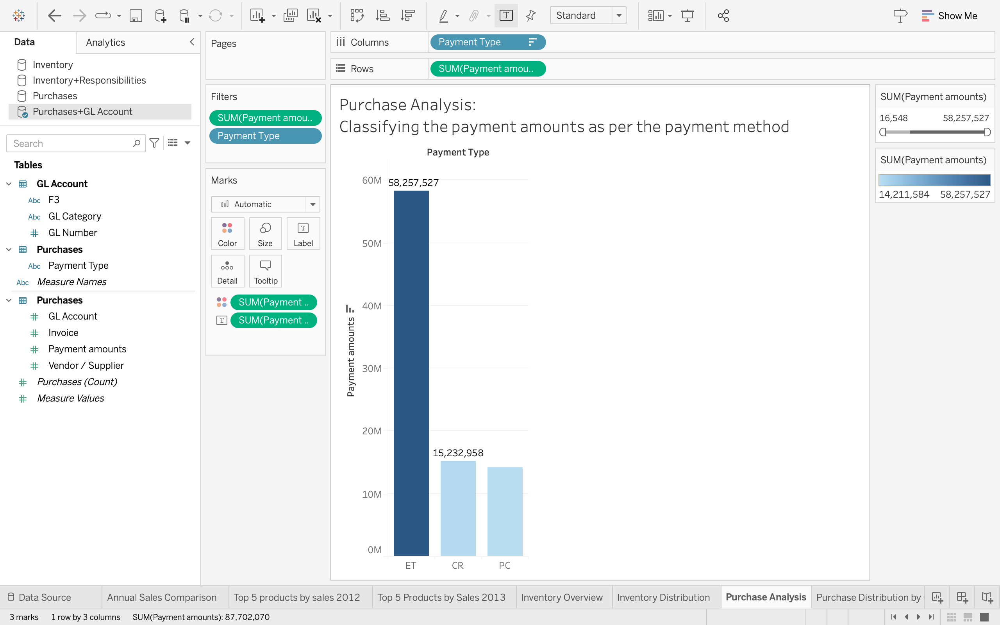 Standard
Show Me
Data
Analytics
Inventory
Inventory+Responsibilities
Purchases
Purchases+GL Account
Search
Tables
GL Account
Abc F3
Abc GL Category
GL Number
Purchases
Abc Payment Type
Abc Measure Names
Purchases
GL Account
Invoice
Payment amounts
Vendor / Supplier
Purchases (Count)
Measure Values
Pages
Filters
SUM(Payment amou..
Payment Type
Marks
Automatic
Color
Size
T
Label
Detail
Tooltip
SUM(Payment ..
T SUM(Payment ..
Columns
Payment Type
Rows
SUM(Payment amou..
Purchase Analysis:
Classifying the payment amounts as per the payment method
Payment Type
Payment amounts
60M
50M
40M
30M
20M
10M
0M
58,257,527
15,232,958
ET
CR
PC
SUM(Payment amounts)
16,548
58,257,527
SUM(Payment amounts)
14,211,584
58,257,527
Data Source
Annual Sales Comparison
Top 5 products by sales 2012
Top 5 Products by Sales 2013
Inventory Overview
Inventory Distribution
Purchase Analysis
Purchase Distribution by
3 marks
1 row by 3 columns
SUM(Payment amounts): 87,702,070